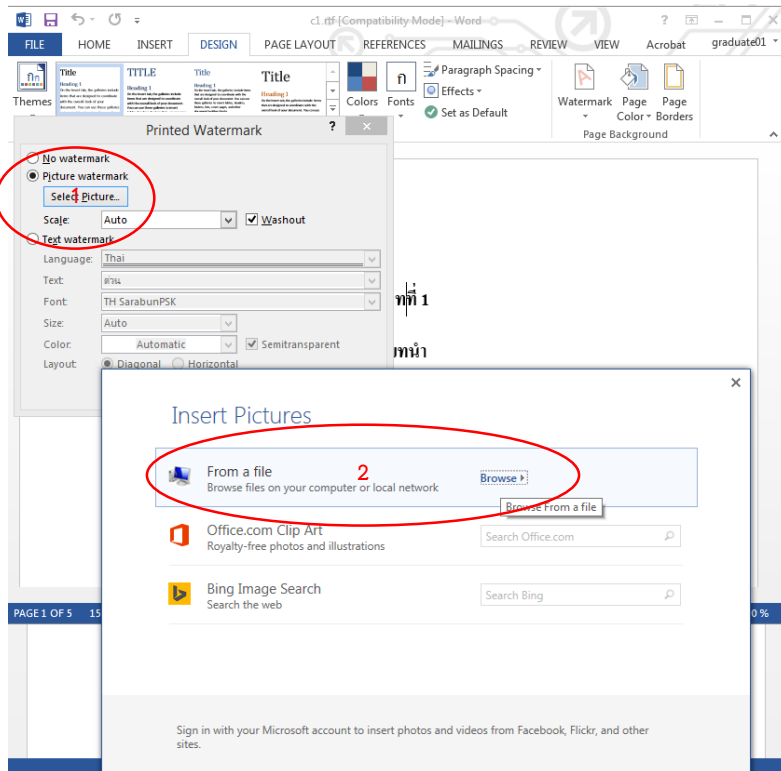 c1.rtf [Compatibility Mode] - Word
FILE HOME INSERT DESIGN PAGE LAYOUT REFERENCES MAILINGS REVIEW VIEW Acrobat graduate01
Themes
Title
TITLE
Title
Title
Heading 1
Heading 1
Heading 1
Heading 1
Colors
ก
Fonts
Paragraph Spacing
Effects
Set as Default
Watermark
Page Color
Page Borders
Page Background
Printed Watermark ?
No watermark
Picture watermark
Select Picture...
1
Scale: Auto Washout
Text watermark
Language: Thai
Text: ด่วน
Font: TH SarabunPSK
Size: Auto
Color: Automatic Semitransparent
Layout: Diagonal Horizontal
ทที่ 1
ทนำ
Insert Pictures
From a file
2
Browse files on your computer or local network
Browse
Browse From a file
Office.com Clip Art
Royalty-free photos and illustrations
Search Office.com
Bing Image Search
Search the web
Search Bing
PAGE 1 OF 5 15
0 %
Sign in with your Microsoft account to insert photos and videos from Facebook, Flickr, and other
sites.